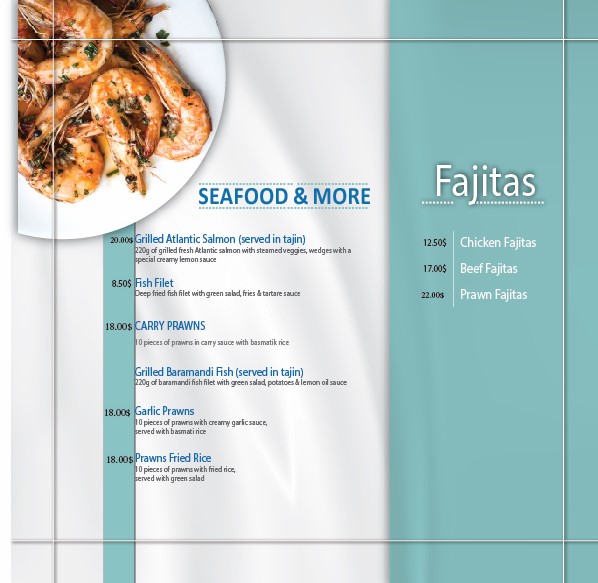 SEAFOOD & MORE
20.00$ Grilled Atlantic Salmon (served in tajin)
220g of grilled fresh Atlantic salmon with steamed veggies, wedges with a
special creamy lemon sauce
8.50$ Fish Filet
Deep fried fish filet with green salad, fries & tartare sauce
18.00$ CARRY PRAWNS
10 pieces of prawns in carry sauce with basmatik rice
Grilled Baramandi Fish (served in tajin)
220g of baramandi fish filet with green salad, potatoes & lemon oil sauce
18.00$ Garlic Prawns
10 pieces of prawns with creamy garlic sauce,
served with basmati rice
18.00$ Prawns Fried Rice
10 pieces of prawns with fried rice,
served with green salad
Fajitas
12.50$ Chicken Fajitas
17.00$ Beef Fajitas
22.00$ Prawn Fajitas